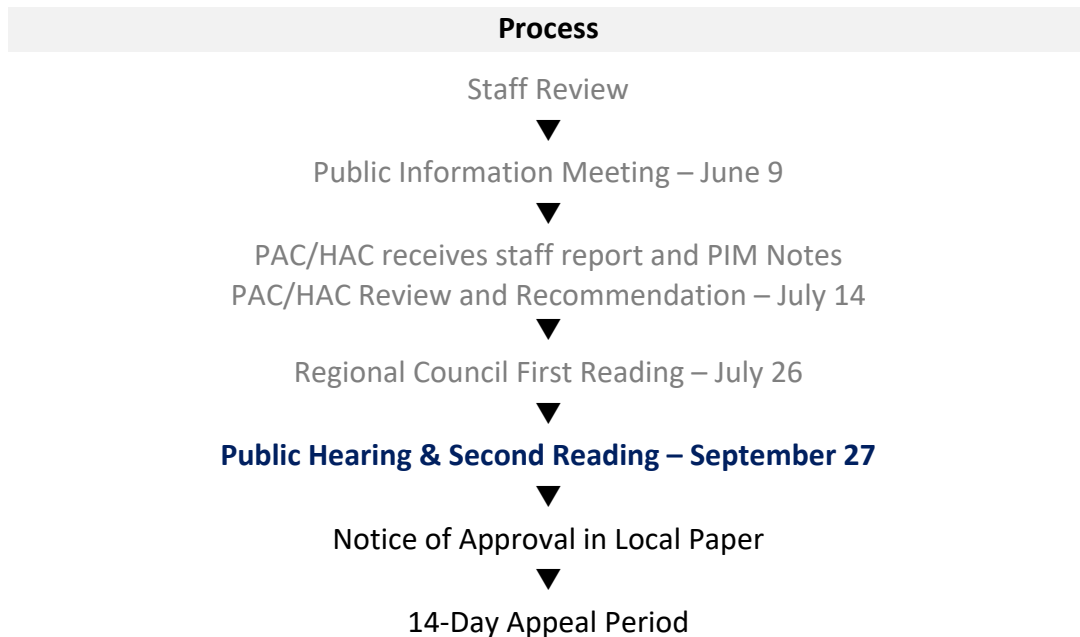 Process
Staff Review
Public Information Meeting – June 9
PAC/HAC receives staff report and PIM Notes
PAC/HAC Review and Recommendation – July 14
Regional Council First Reading – July 26
Public Hearing & Second Reading – September 27
Notice of Approval in Local Paper
14-Day Appeal Period